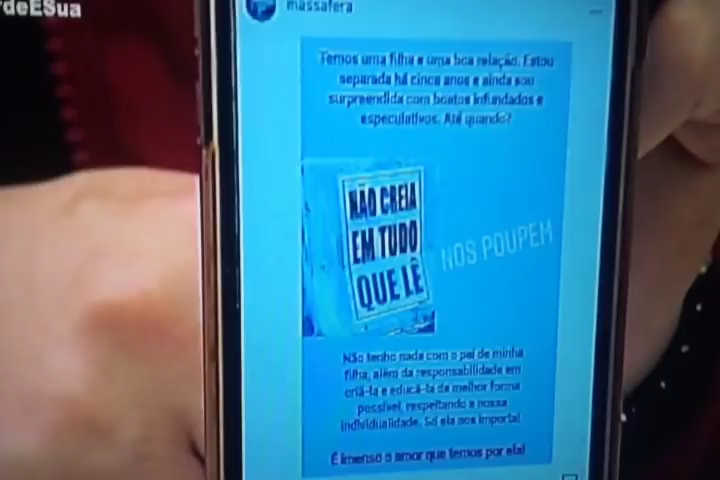 rdeESua
massafera
Temos uma filha e uma boa relação. Estou
separada há cinco anos e ainda sou
surpreendida com boatos infundados e
especulativos. Até quando?
NÃO CREIA
EM TUDO
QUE LÊ
NOS POUPEM
Não tenho nada com o pai de minha
filha, além da responsabilidade em
criá-la e educá-la da melhor forma
possível, respeitando a nossa
individualidade. Só ela nos importa!
É imenso o amor que temos por ela!